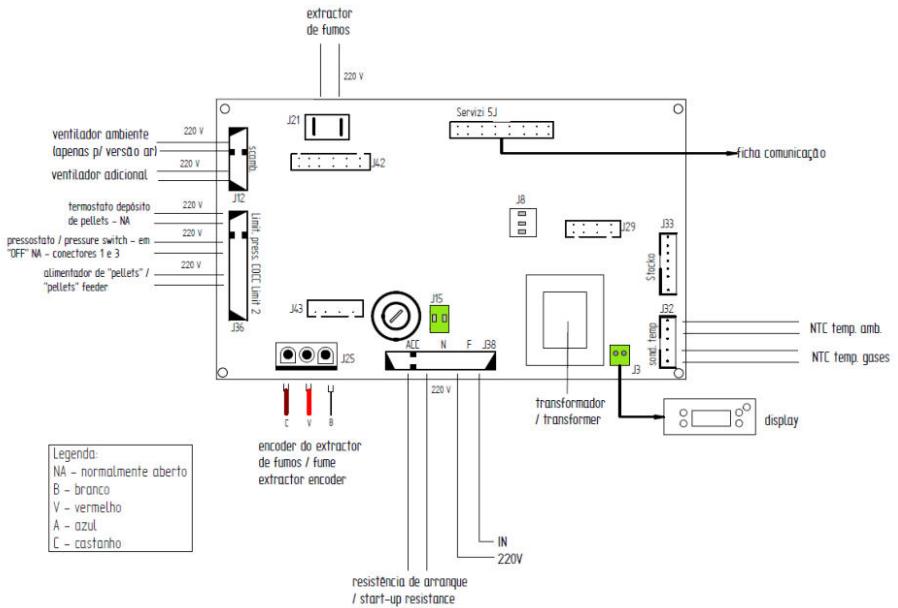 extractor
de fumos
220 V
J21
Servizi 5J
ventilador ambiente
(apenas p/ versão ar)
220 V
scamb.
J42
ficha comunicação
220 V
ventilador adicional
J12
J8
termostato depósito
de pellets - NA
220 V
J29
J33
Stocko
pressostato / pressure switch - em
"OFF" NA - conectores 1 e 3
220 V
Limit. press. COCC Limit 2
alimentador de "pellets" /
"pellets" feeder
220 V
J36
J43
J15
J32
sond. temp
NTC temp. amb.
NTC temp. gases
J25
ACC N F J38
J3
220 V
C V B
transformador
/ transformer
display
encoder do extractor
de fumos / fume
extractor encoder
Legenda:
NA - normalmente aberto
B - branco
V - vermelho
A - azul
C - castanho
IN
220V
resistência de arranque
/ start-up resistance